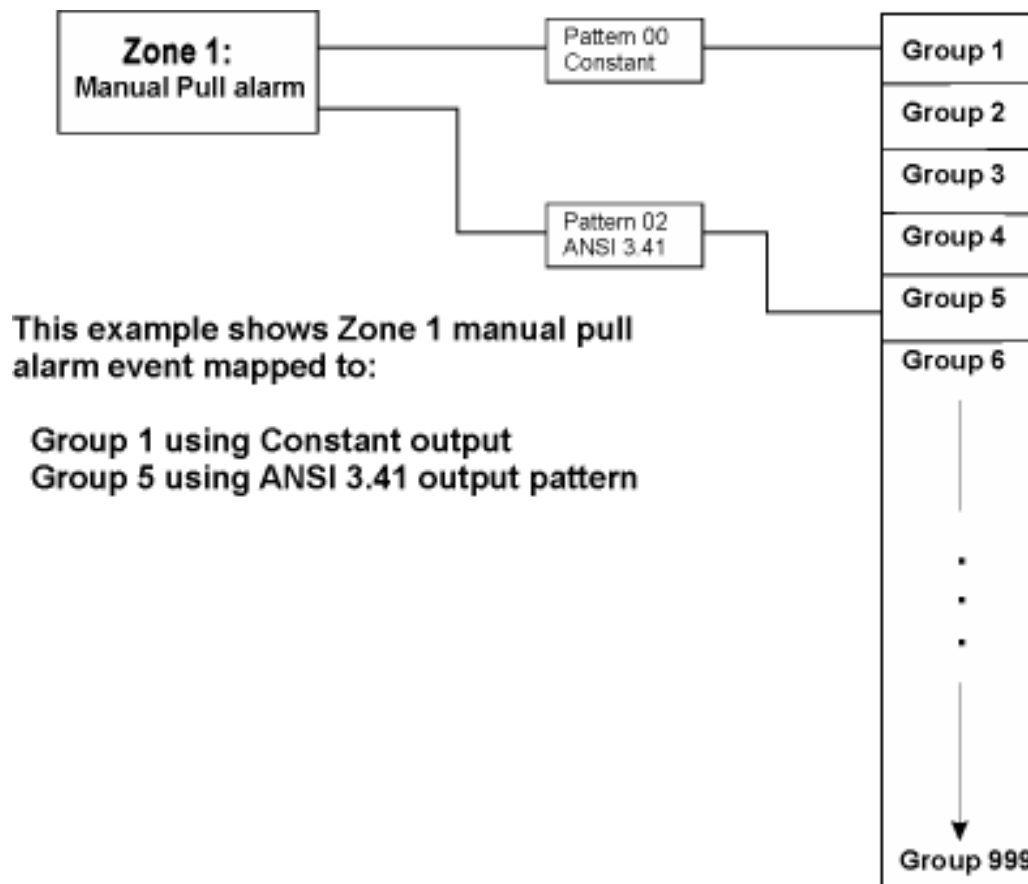 Zone 1:
Manual Pull alarm
Pattern 00
Constant
Pattern 02
ANSI 3.41
Group 1
Group 2
Group 3
Group 4
Group 5
Group 6
Group 999
This example shows Zone 1 manual pull
alarm event mapped to:
Group 1 using Constant output
Group 5 using ANSI 3.41 output pattern